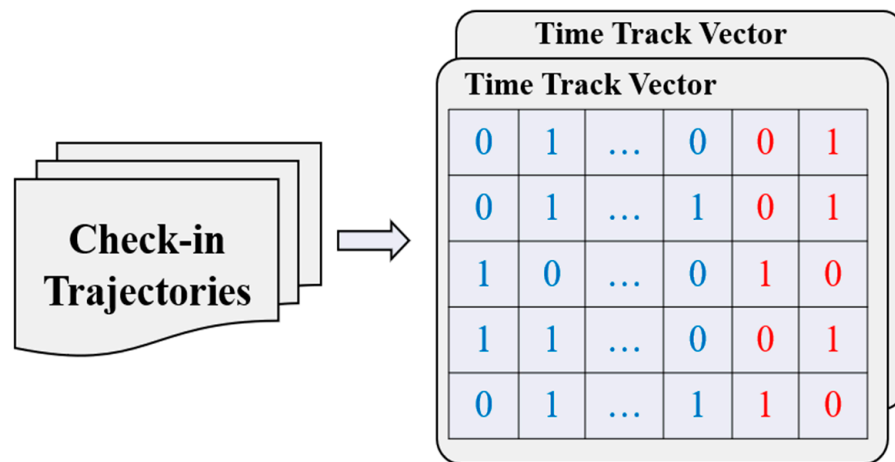 Time Track Vector
Time Track Vector
Check-in
Trajectories
0 1 ... 0 0 1
0 1 ... 1 0 1
1 0 ... 0 1 0
1 1 ... 0 0 1
0 1 ... 1 1 0